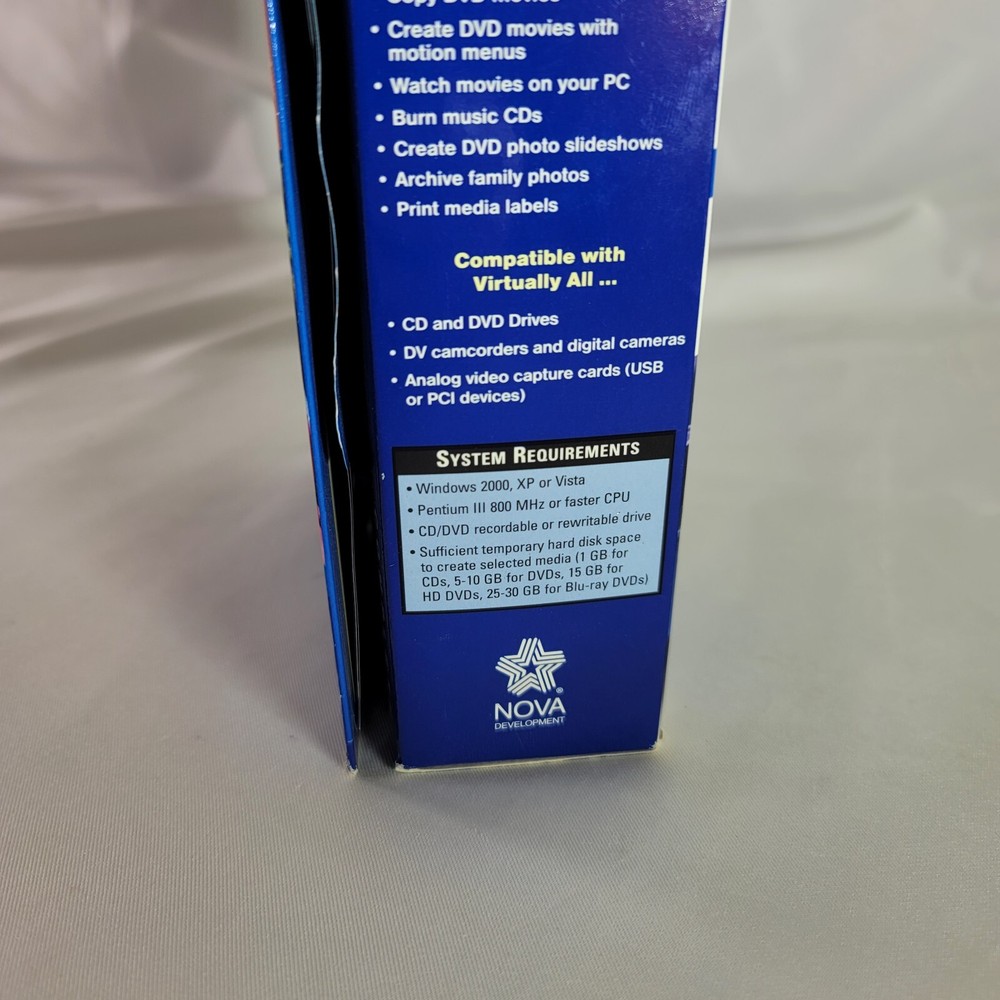 Copy DVD movies
• Create DVD movies with
motion menus
• Watch movies on your PC
• Burn music CDs
• Create DVD photo slideshows
• Archive family photos
• Print media labels
Compatible with
Virtually All ...
• CD and DVD Drives
• DV camcorders and digital cameras
• Analog video capture cards (USB
or PCI devices)
SYSTEM REQUIREMENTS
• Windows 2000, XP or Vista
• Pentium III 800 MHz or faster CPU
• CD/DVD recordable or rewritable drive
• Sufficient temporary hard disk space
to create selected media (1 GB for
CDs, 5-10 GB for DVDs, 15 GB for
HD DVDs, 25-30 GB for Blu-ray DVDs)
NOVA®
DEVELOPMENT